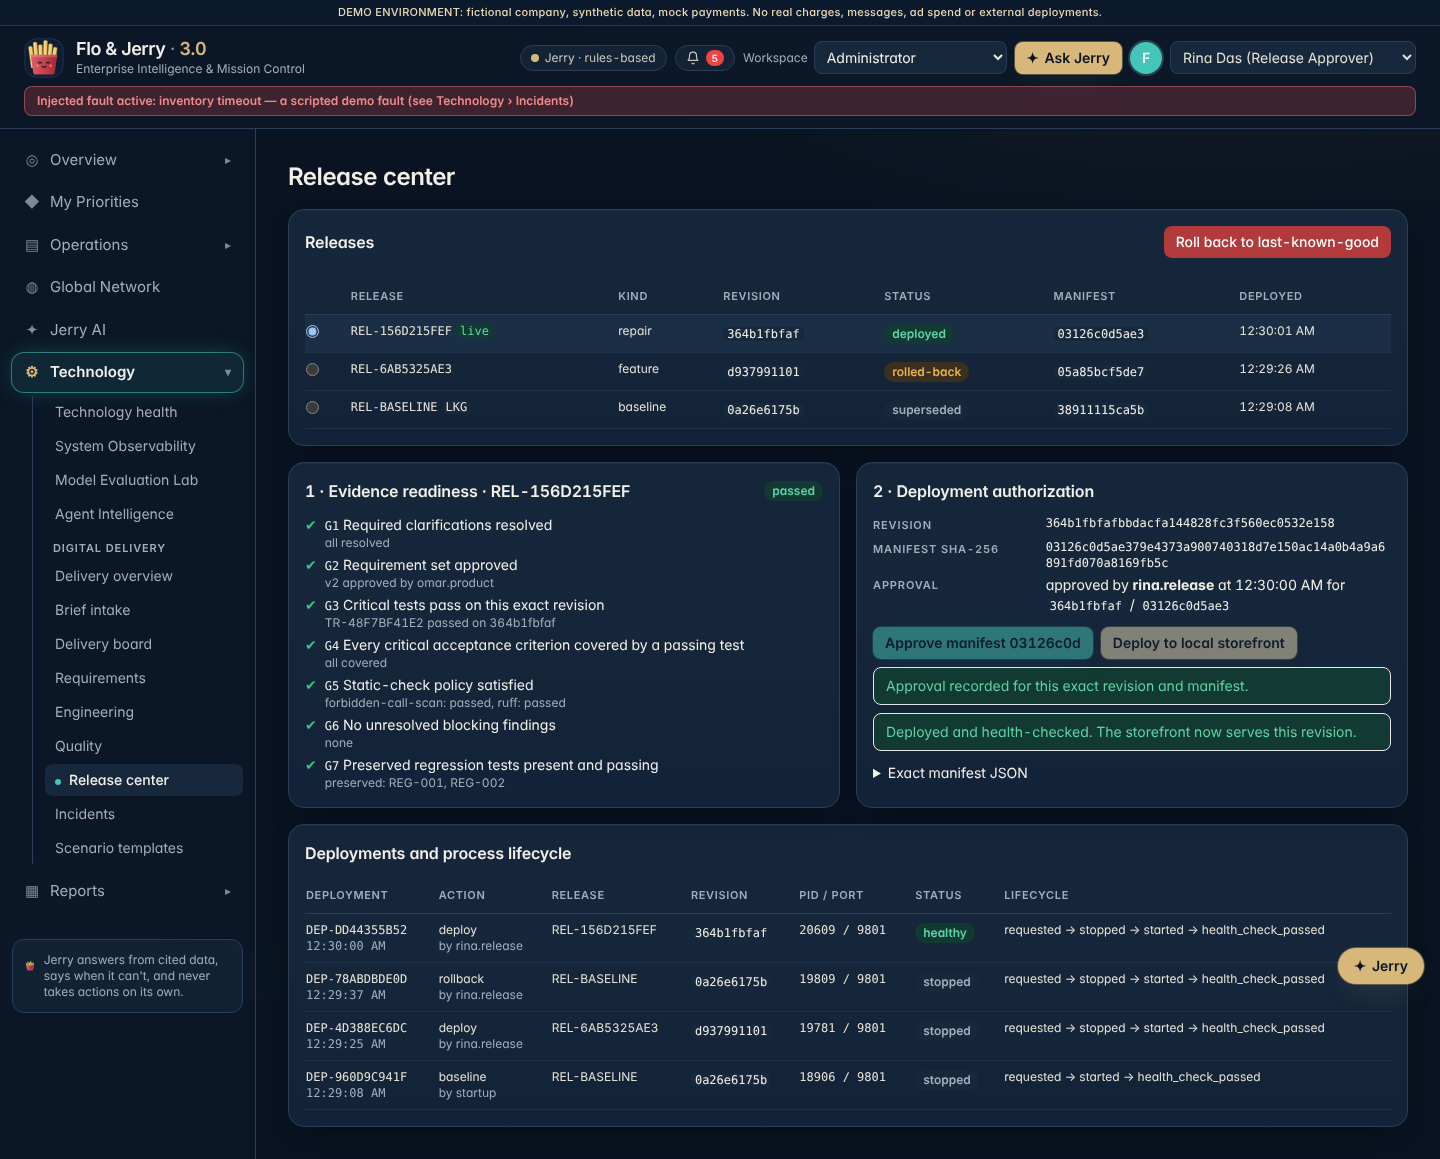 DEMO ENVIRONMENT: fictional company, synthetic data, mock payments. No real charges, messages, ad spend or external deployments.
Flo & Jerry · 3.0
Enterprise Intelligence & Mission Control
Jerry · rules-based
5
Workspace
Administrator
✦ Ask Jerry
F
Rina Das (Release Approver)
Injected fault active: inventory timeout — a scripted demo fault (see Technology › Incidents)
Overview
My Priorities
Operations
Global Network
Jerry AI
Technology
Technology health
System Observability
Model Evaluation Lab
Agent Intelligence
DIGITAL DELIVERY
Delivery overview
Brief intake
Delivery board
Requirements
Engineering
Quality
Release center
Incidents
Scenario templates
Reports
Jerry answers from cited data,
says when it can't, and never
takes actions on its own.
Release center
Releases
Roll back to last-known-good
RELEASE KIND REVISION STATUS MANIFEST DEPLOYED
REL-156D215FEF live repair 364b1fbfaf deployed 03126c0d5ae3 12:30:01 AM
REL-6AB5325AE3 feature d937991101 rolled-back 05a85bcf5de7 12:29:26 AM
REL-BASELINE LKG baseline 0a26e6175b superseded 38911115ca5b 12:29:08 AM
1 · Evidence readiness · REL-156D215FEF passed
✔ G1 Required clarifications resolved
all resolved
✔ G2 Requirement set approved
v2 approved by omar.product
✔ G3 Critical tests pass on this exact revision
TR-48F7BF41E2 passed on 364b1fbfaf
✔ G4 Every critical acceptance criterion covered by a passing test
all covered
✔ G5 Static-check policy satisfied
forbidden-call-scan: passed, ruff: passed
✔ G6 No unresolved blocking findings
none
✔ G7 Preserved regression tests present and passing
preserved: REG-001, REG-002
2 · Deployment authorization
REVISION 364b1fbfafbbdacfa144828fc3f560ec0532e158
MANIFEST SHA-256 03126c0d5ae379e4373a900740318d7e150ac14a0b4a9a6
891fd070a8169fb5c
APPROVAL approved by rina.release at 12:30:00 AM for
364b1fbfaf / 03126c0d5ae3
Approve manifest 03126c0d
Deploy to local storefront
Approval recorded for this exact revision and manifest.
Deployed and health-checked. The storefront now serves this revision.
▶ Exact manifest JSON
Deployments and process lifecycle
DEPLOYMENT ACTION RELEASE REVISION PID / PORT STATUS LIFECYCLE
DEP-DD44355B52 deploy REL-156D215FEF 364b1fbfaf 20609 / 9801 healthy requested → stopped → started → health_check_passed
12:30:00 AM by rina.release
DEP-78ABDBDE0D rollback REL-BASELINE 0a26e6175b 19809 / 9801 stopped requested → stopped → started → health_check_passed
12:29:37 AM by rina.release
DEP-4D388EC6DC deploy REL-6AB5325AE3 d937991101 19781 / 9801 stopped requested → stopped → started → health_check_passed
12:29:25 AM by rina.release
DEP-960D9C941F baseline REL-BASELINE 0a26e6175b 18906 / 9801 stopped requested → started → health_check_passed
12:29:08 AM by startup
✦ Jerry